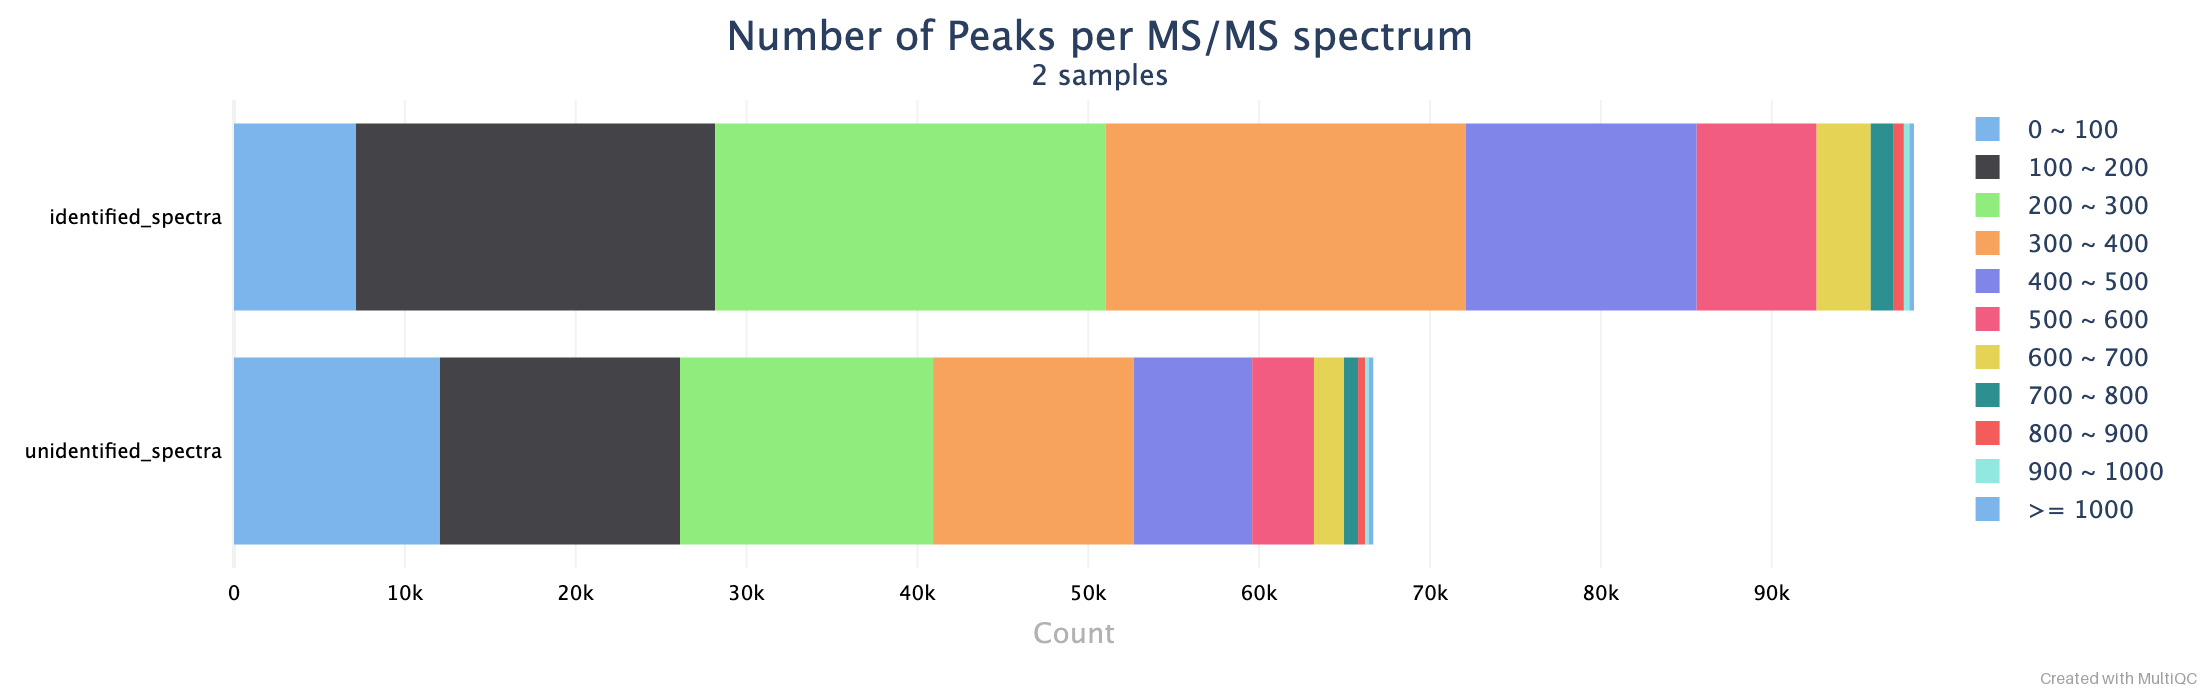 Number of Peaks per MS/MS spectrum
2 samples
identified_spectra
unidentified_spectra
0 10k 20k 30k 40k 50k 60k 70k 80k 90k
Count
0 ~ 100
100 ~ 200
200 ~ 300
300 ~ 400
400 ~ 500
500 ~ 600
600 ~ 700
700 ~ 800
800 ~ 900
900 ~ 1000
>= 1000
Created with MultiQC